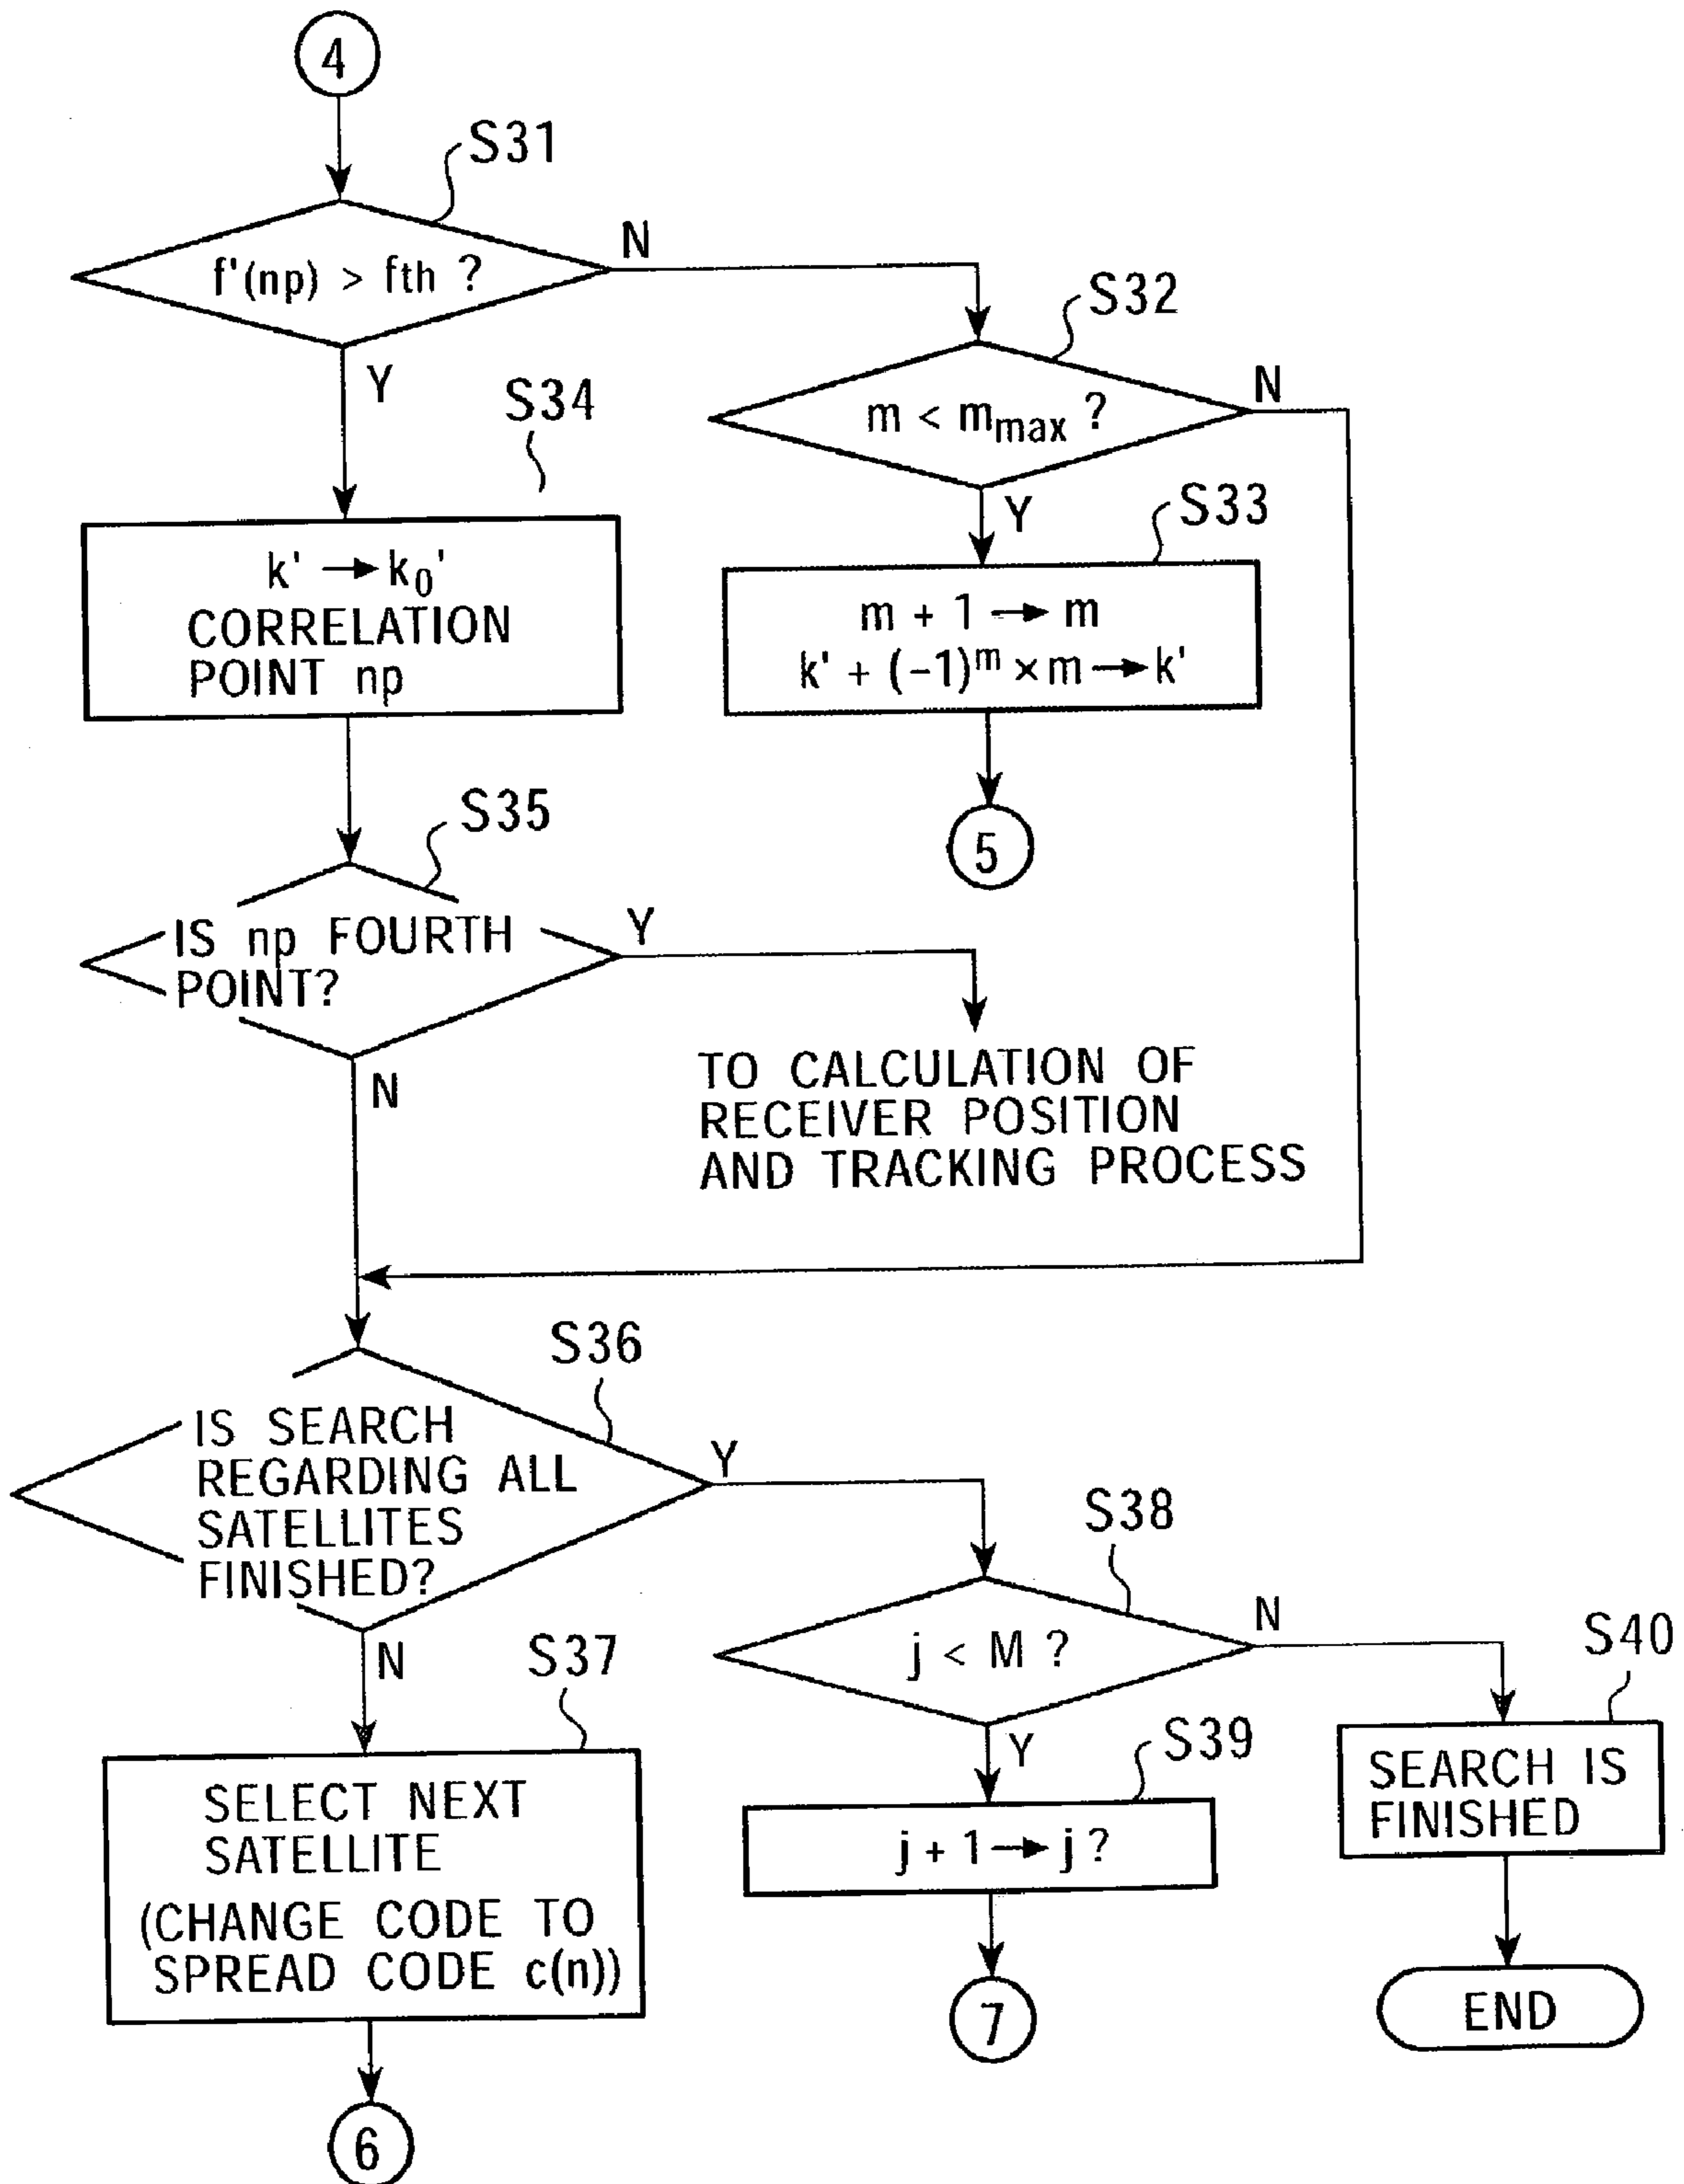 4
S31
f'(np) > fth ?
N
S32
Y
m < mmax ?
N
S34
Y
S33
k' → k0'
CORRELATION
POINT np
m + 1 → m
k' + (-1)^m × m → k'
S35
5
IS np FOURTH
POINT?
Y
N
TO CALCULATION OF
RECEIVER POSITION
AND TRACKING PROCESS
S36
IS SEARCH
REGARDING ALL
SATELLITES
FINISHED?
Y
S38
N
j < M ?
N
S37
S40
Y
S39
SELECT NEXT
SATELLITE
(CHANGE CODE TO
SPREAD CODE c(n))
j + 1 → j ?
SEARCH IS
FINISHED
6
7
END